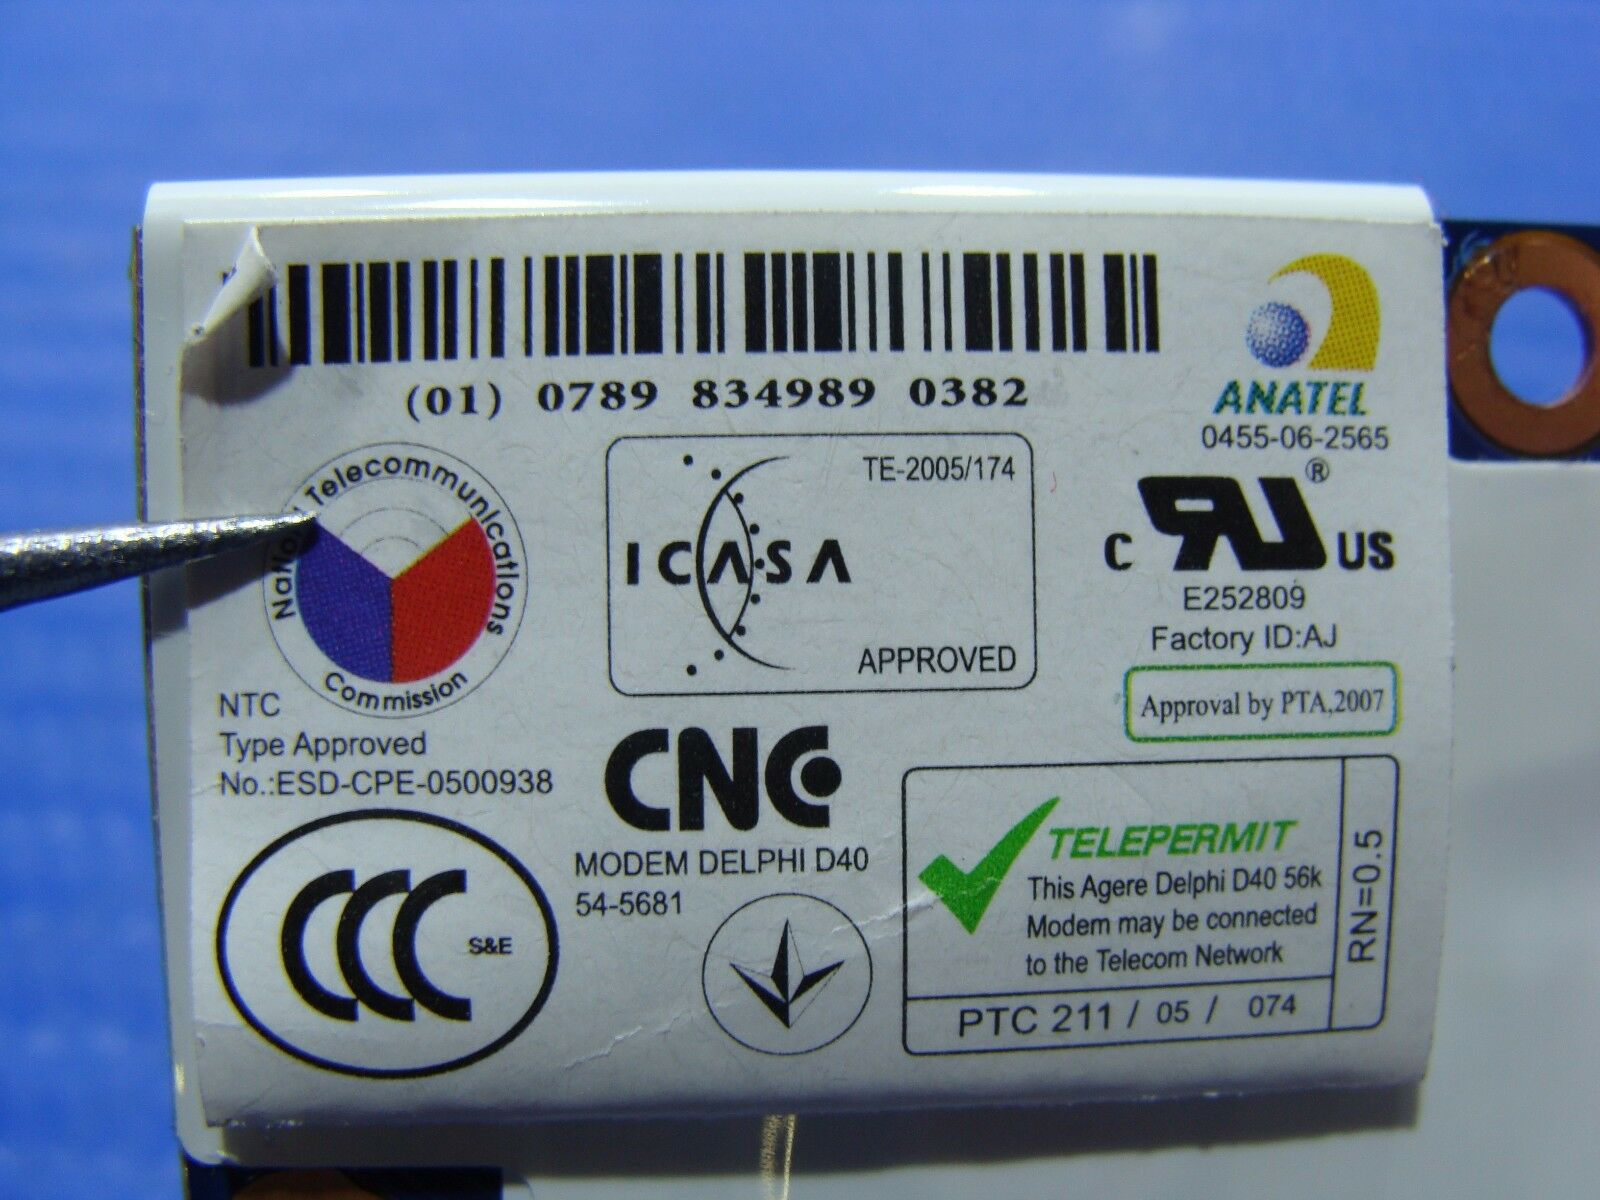 (01) 0789 834989 0382
ANATEL
0455-06-2565
National Telecommunications
Commission
NTC
Type Approved
No.:ESD-CPE-0500938
TE-2005/174
ICASA
APPROVED
C RU US
®
E252809
Factory ID:AJ
Approval by PTA,2007
CNC
MODEM DELPHI D40
54-5681
CCC S&E
TELEPERMIT
This Agere Delphi D40 56k
Modem may be connected
to the Telecom Network
PTC 211 / 05 / 074
RN=0.5